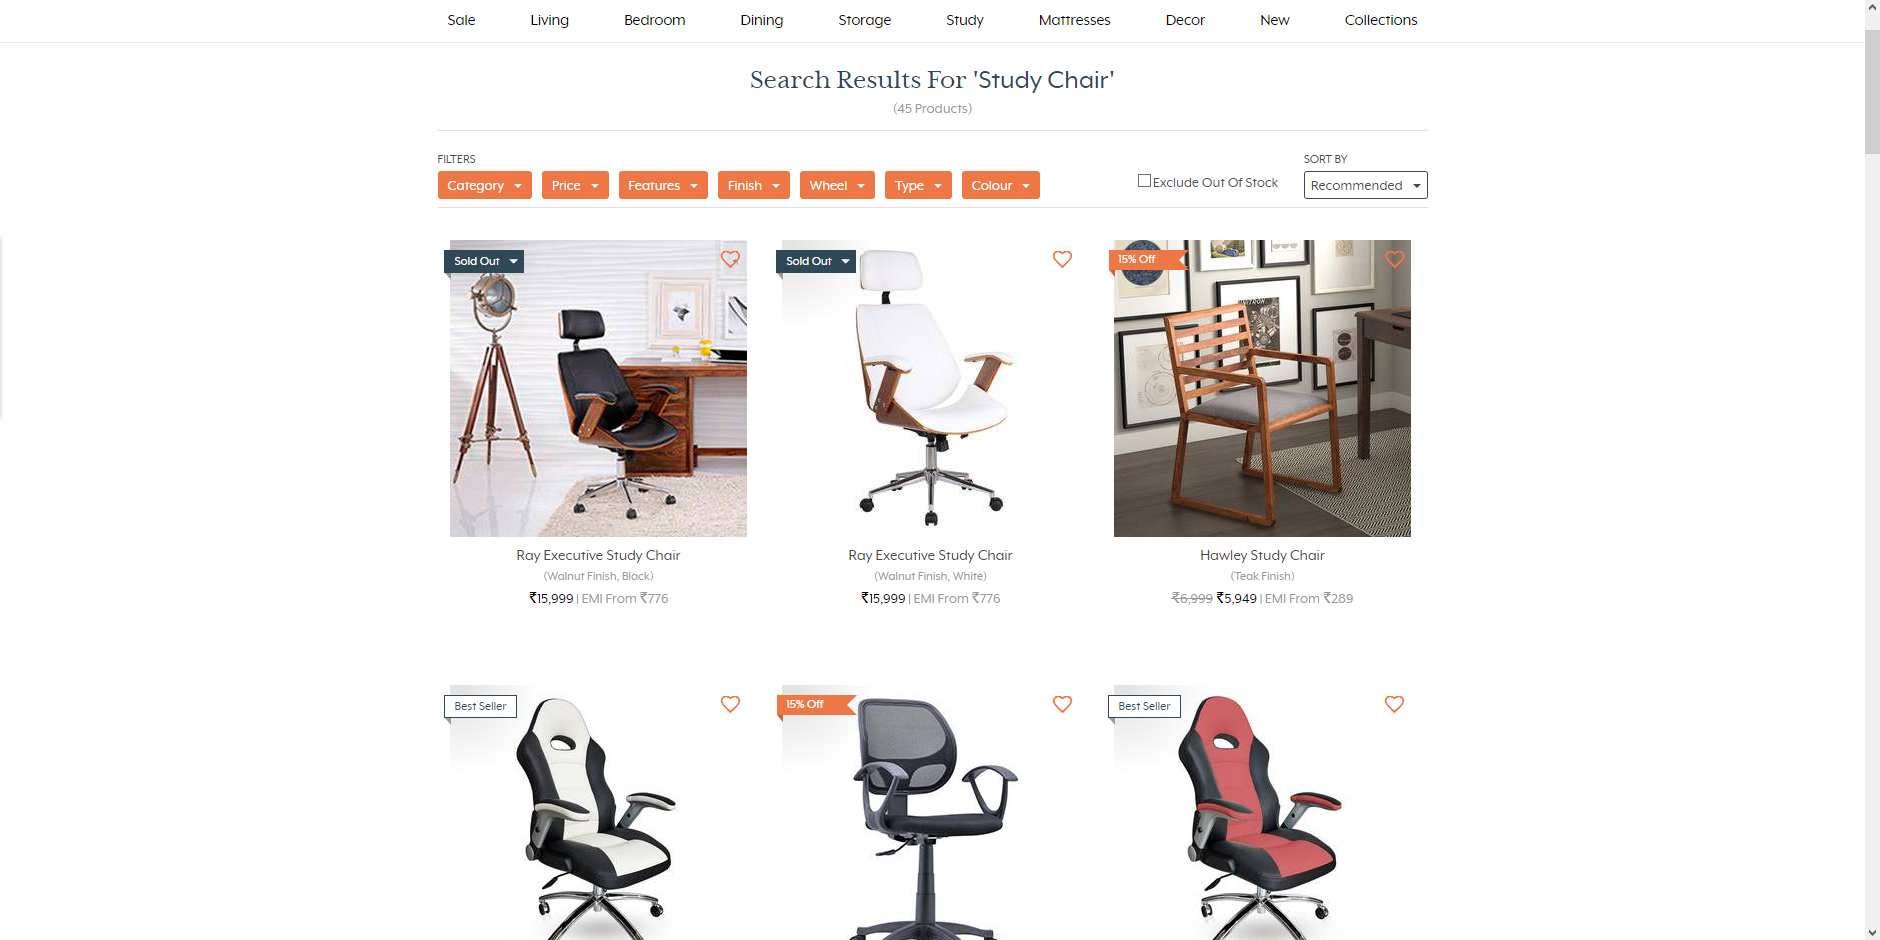 Sale Living Bedroom Dining Storage Study Mattresses Decor New Collections
Search Results For 'Study Chair'
(45 Products)
FILTERS
SORT BY
Category Price Features Finish Wheel Type Colour
Exclude Out Of Stock
Recommended
Sold Out
Sold Out
15% Off
Ray Executive Study Chair
(Walnut Finish, Black)
₹15,999 | EMI From ₹776
Ray Executive Study Chair
(Walnut Finish, White)
₹15,999 | EMI From ₹776
Hawley Study Chair
(Teak Finish)
₹6,999 ₹5,949 | EMI From ₹289
Best Seller
15% Off
Best Seller